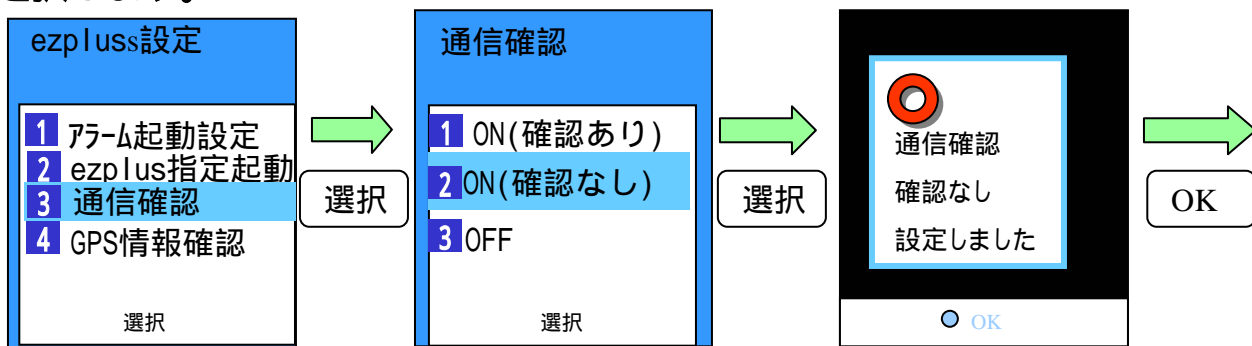 ezpluss設定
1 ｱﾗｰﾑ起動設定
2 ezplus指定起動
3 通信確認
4 GPS情報確認
選択
選択
通信確認
1 ON(確認あり)
2 ON(確認なし)
3 OFF
選択
選択
通信確認
確認なし
設定しました
OK
OK